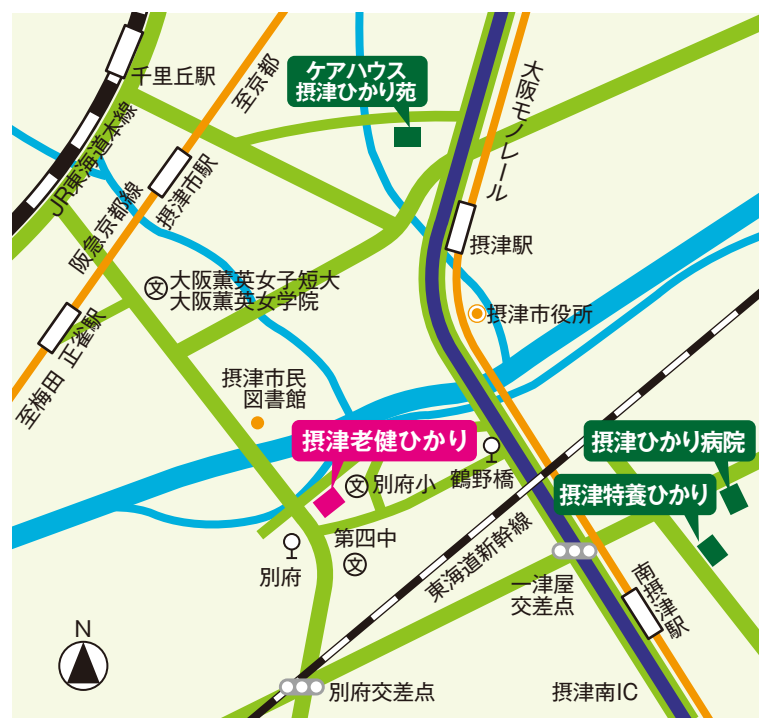 千里丘駅
至京都
ケアハウス
摂津ひかり苑
大阪モノレール
JR東海道本線
摂津市駅
阪急京都線
摂津駅
文
大阪薫英女子短大
大阪薫英女学院
摂津市役所
正雀駅
至梅田
摂津市民
図書館
摂津老健ひかり
摂津ひかり病院
鶴野橋
文
別府小
摂津特養ひかり
第四中
文
別府
東海道新幹線
一津屋
交差点
南摂津駅
N
別府交差点
摂津南IC